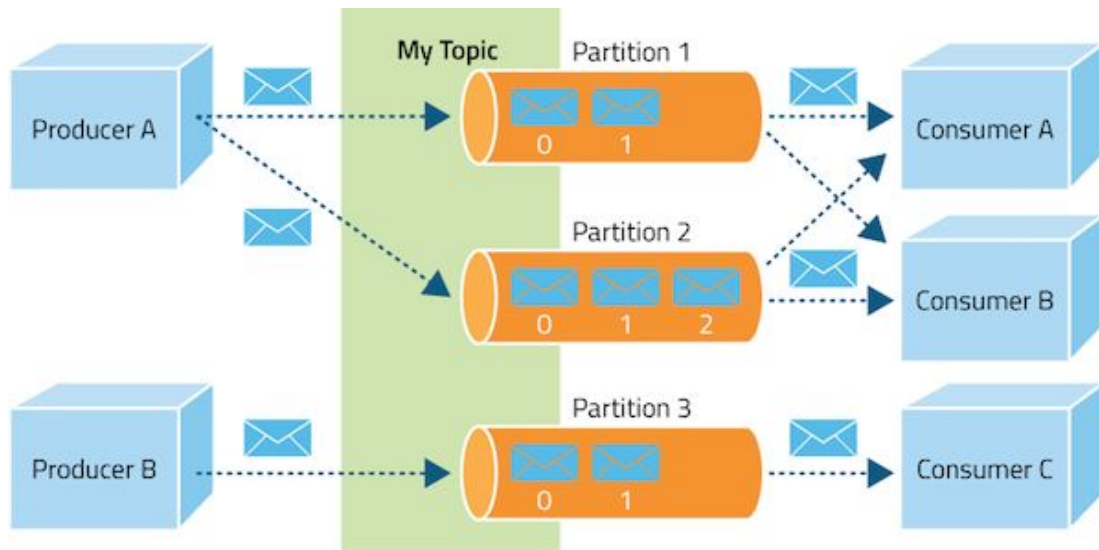 My Topic
Partition 1
Producer A
0 1
Consumer A
Partition 2
0 1 2
Consumer B
Partition 3
Producer B
0 1
Consumer C